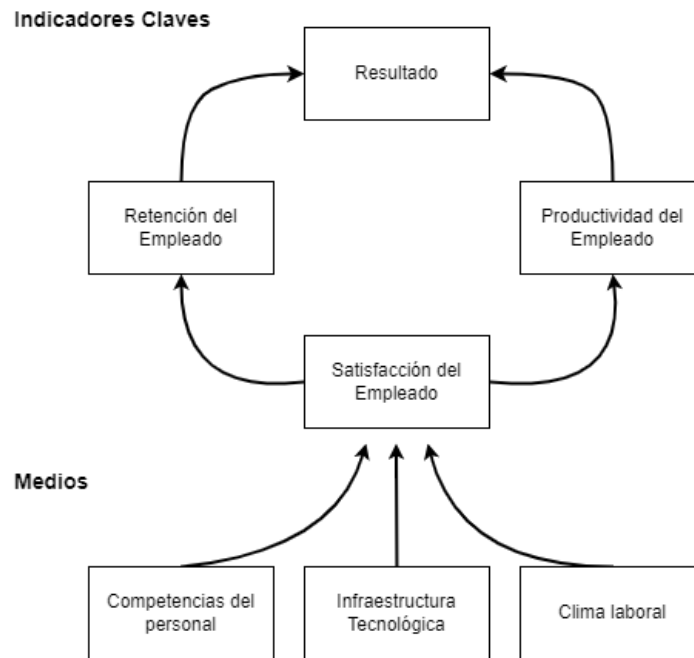 Indicadores Claves
Resultado
Retención del
Empleado
Productividad del
Empleado
Satisfacción del
Empleado
Medios
Competencias del
personal
Infraestructura
Tecnológica
Clima laboral